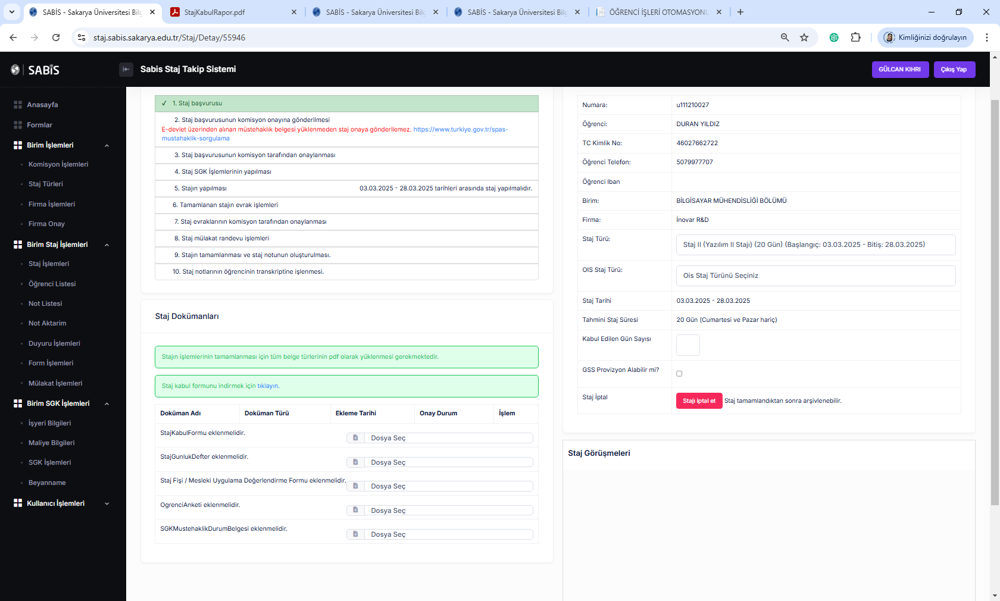 SABİS - Sakarya Üniversitesi Bilg
StajKabulRapor.pdf
SABİS - Sakarya Üniversitesi Bilg
SABİS - Sakarya Üniversitesi Bilg
ÖĞRENCİ İŞLERİ OTOMASYONU
staj.sabis.sakarya.edu.tr/Staj/Detay/55946
Kimliğinizi doğrulayın
SABİS
Sabis Staj Takip Sistemi
GÜLCAN KIHRI
Çıkış Yap
Anasayfa
Formlar
Birim İşlemleri
Komisyon İşlemleri
Staj Türleri
Firma İşlemleri
Firma Onay
Birim Staj İşlemleri
Staj İşlemleri
Öğrenci Listesi
Not Listesi
Not Aktarim
Duyuru İşlemleri
Form İşlemleri
Mülakat İşlemleri
Birim SGK İşlemleri
İşyeri Bilgileri
Maliye Bilgileri
SGK İşlemleri
Beyanname
Kullanıcı İşlemleri
✓ 1. Staj başvurusu
2. Staj başvurusunun komisyon onayına gönderilmesi
E-devlet üzerinden alınan müstehaklık belgesi yüklenmeden staj onaya gönderilemez. https://www.turkiye.gov.tr/spas-
mustahaklik-sorgulama
3. Staj başvurusunun komisyon tarafından onaylanması
4. Staj SGK İşlemlerinin yapılması
5. Stajın yapılması 03.03.2025 - 28.03.2025 tarihleri arasında staj yapılmalıdır.
6. Tamamlanan stajın evrak işlemleri
7. Staj evraklarının komisyon tarafından onaylanması
8. Staj mülakat randevu işlemleri
9. Stajın tamamlanması ve staj notunun oluşturulması.
10. Staj notlarının öğrencinin transkriptine işlenmesi.
Staj Dokümanları
Stajın işlemlerinin tamamlanması için tüm belge türlerinin pdf olarak yüklenmesi gerekmektedir.
Staj kabul formunu indirmek için tıklayın.
Doküman Adı Doküman Türü Ekleme Tarihi Onay Durum İşlem
StajKabulFormu eklenmelidir. Dosya Seç
StajGunlukDefter eklenmelidir. Dosya Seç
Staj Fişi / Mesleki Uygulama Değerlendirme Formu eklenmelidir. Dosya Seç
OgrenciAnketi eklenmelidir. Dosya Seç
SGKMustehaklikDurumBelgesi eklenmelidir. Dosya Seç
Numara: u111210027
Öğrenci: DURAN YILDIZ
TC Kimlik No: 46027662722
Öğrenci Telefon: 5079977707
Öğrenci Iban
Birim: BİLGİSAYAR MÜHENDİSLİĞİ BÖLÜMÜ
Firma: İnovar R&D
Staj Türü: Staj II (Yazılım II Stajı) (20 Gün) (Başlangıç: 03.03.2025 - Bitiş: 28.03.2025)
OIS Staj Türü: Ois Staj Türünü Seçiniz
Staj Tarihi 03.03.2025 - 28.03.2025
Tahmini Staj Süresi 20 Gün (Cumartesi ve Pazar hariç)
Kabul Edilen Gün Sayısı
GSS Provizyon Alabilir mi?
Staj İptal Stajı iptal et Staj tamamlandıktan sonra arşivlenebilir.
Staj Görüşmeleri